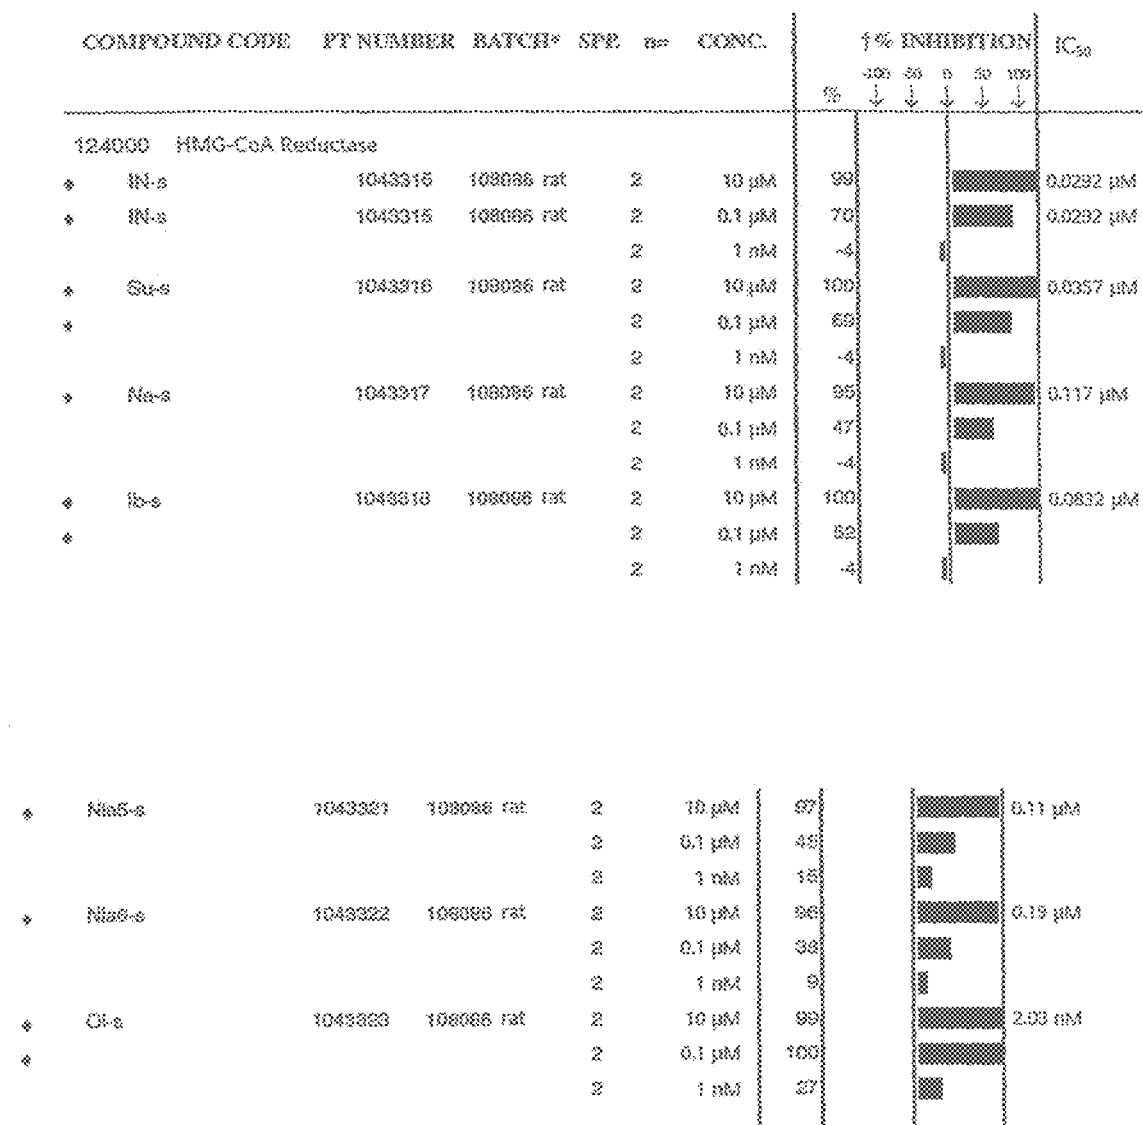 COMPOUND CODE PT NUMBER BATCH* SPP. n= CONC. † % INHIBITION IC50
-100 -50 0 50 100
% ↓ ↓ ↓ ↓ ↓
124000 HMG-CoA Reductase
♦ IN-s 1043315 108086 rat 2 10 µM 99 0.0292 µM
♦ IN-s 1043315 108086 rat 2 0.1 µM 70 0.0292 µM
2 1 nM -4
♦ Su-s 1043316 108086 rat 2 10 µM 100 0.0357 µM
♦ 2 0.1 µM 69
2 1 nM -4
♦ 1043317 108086 rat 2 10 µM 95 0.117 µM
2 0.1 µM 47
2 1 nM -4
♦ Ib-s 1043318 108086 rat 2 10 µM 100 0.0832 µM
♦ 2 0.1 µM 52
2 1 nM -4
♦ 1043321 108086 rat 2 10 µM 97 0.11 µM
2 0.1 µM 45
2 1 nM 15
♦ 1043322 108086 rat 2 10 µM 96 0.19 µM
2 0.1 µM 38
2 1 nM 9
♦ 1043323 108086 rat 2 10 µM 99 2.03 nM
♦ 2 0.1 µM 100
2 1 nM 27